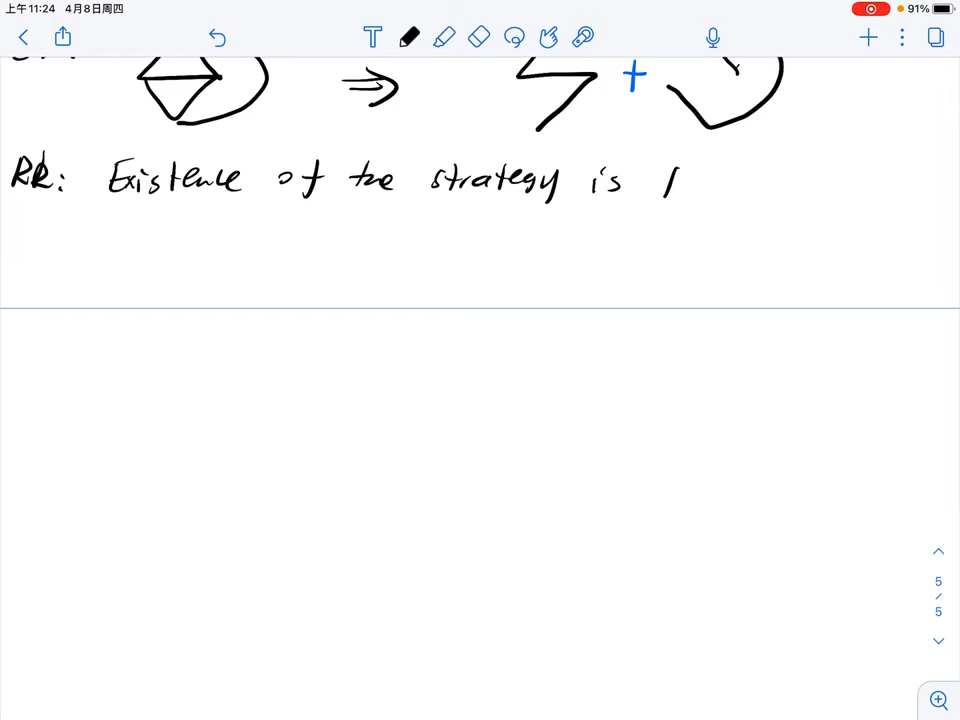 上午11:24 4月8日周四
91%
T
+
RK: Existence of the strategy is
5
5